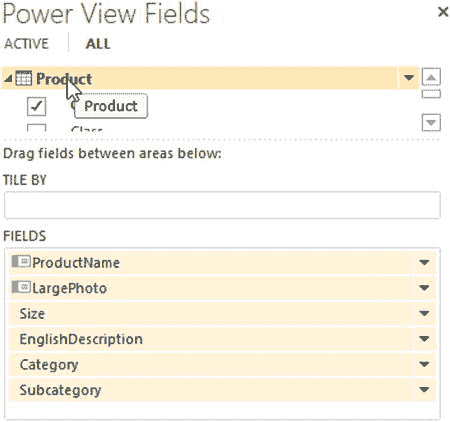 Power View Fields
ACTIVE ALL
Product
Product
Class
Drag fields between areas below:
TILE BY
FIELDS
ProductName
LargePhoto
Size
EnglishDescription
Category
Subcategory